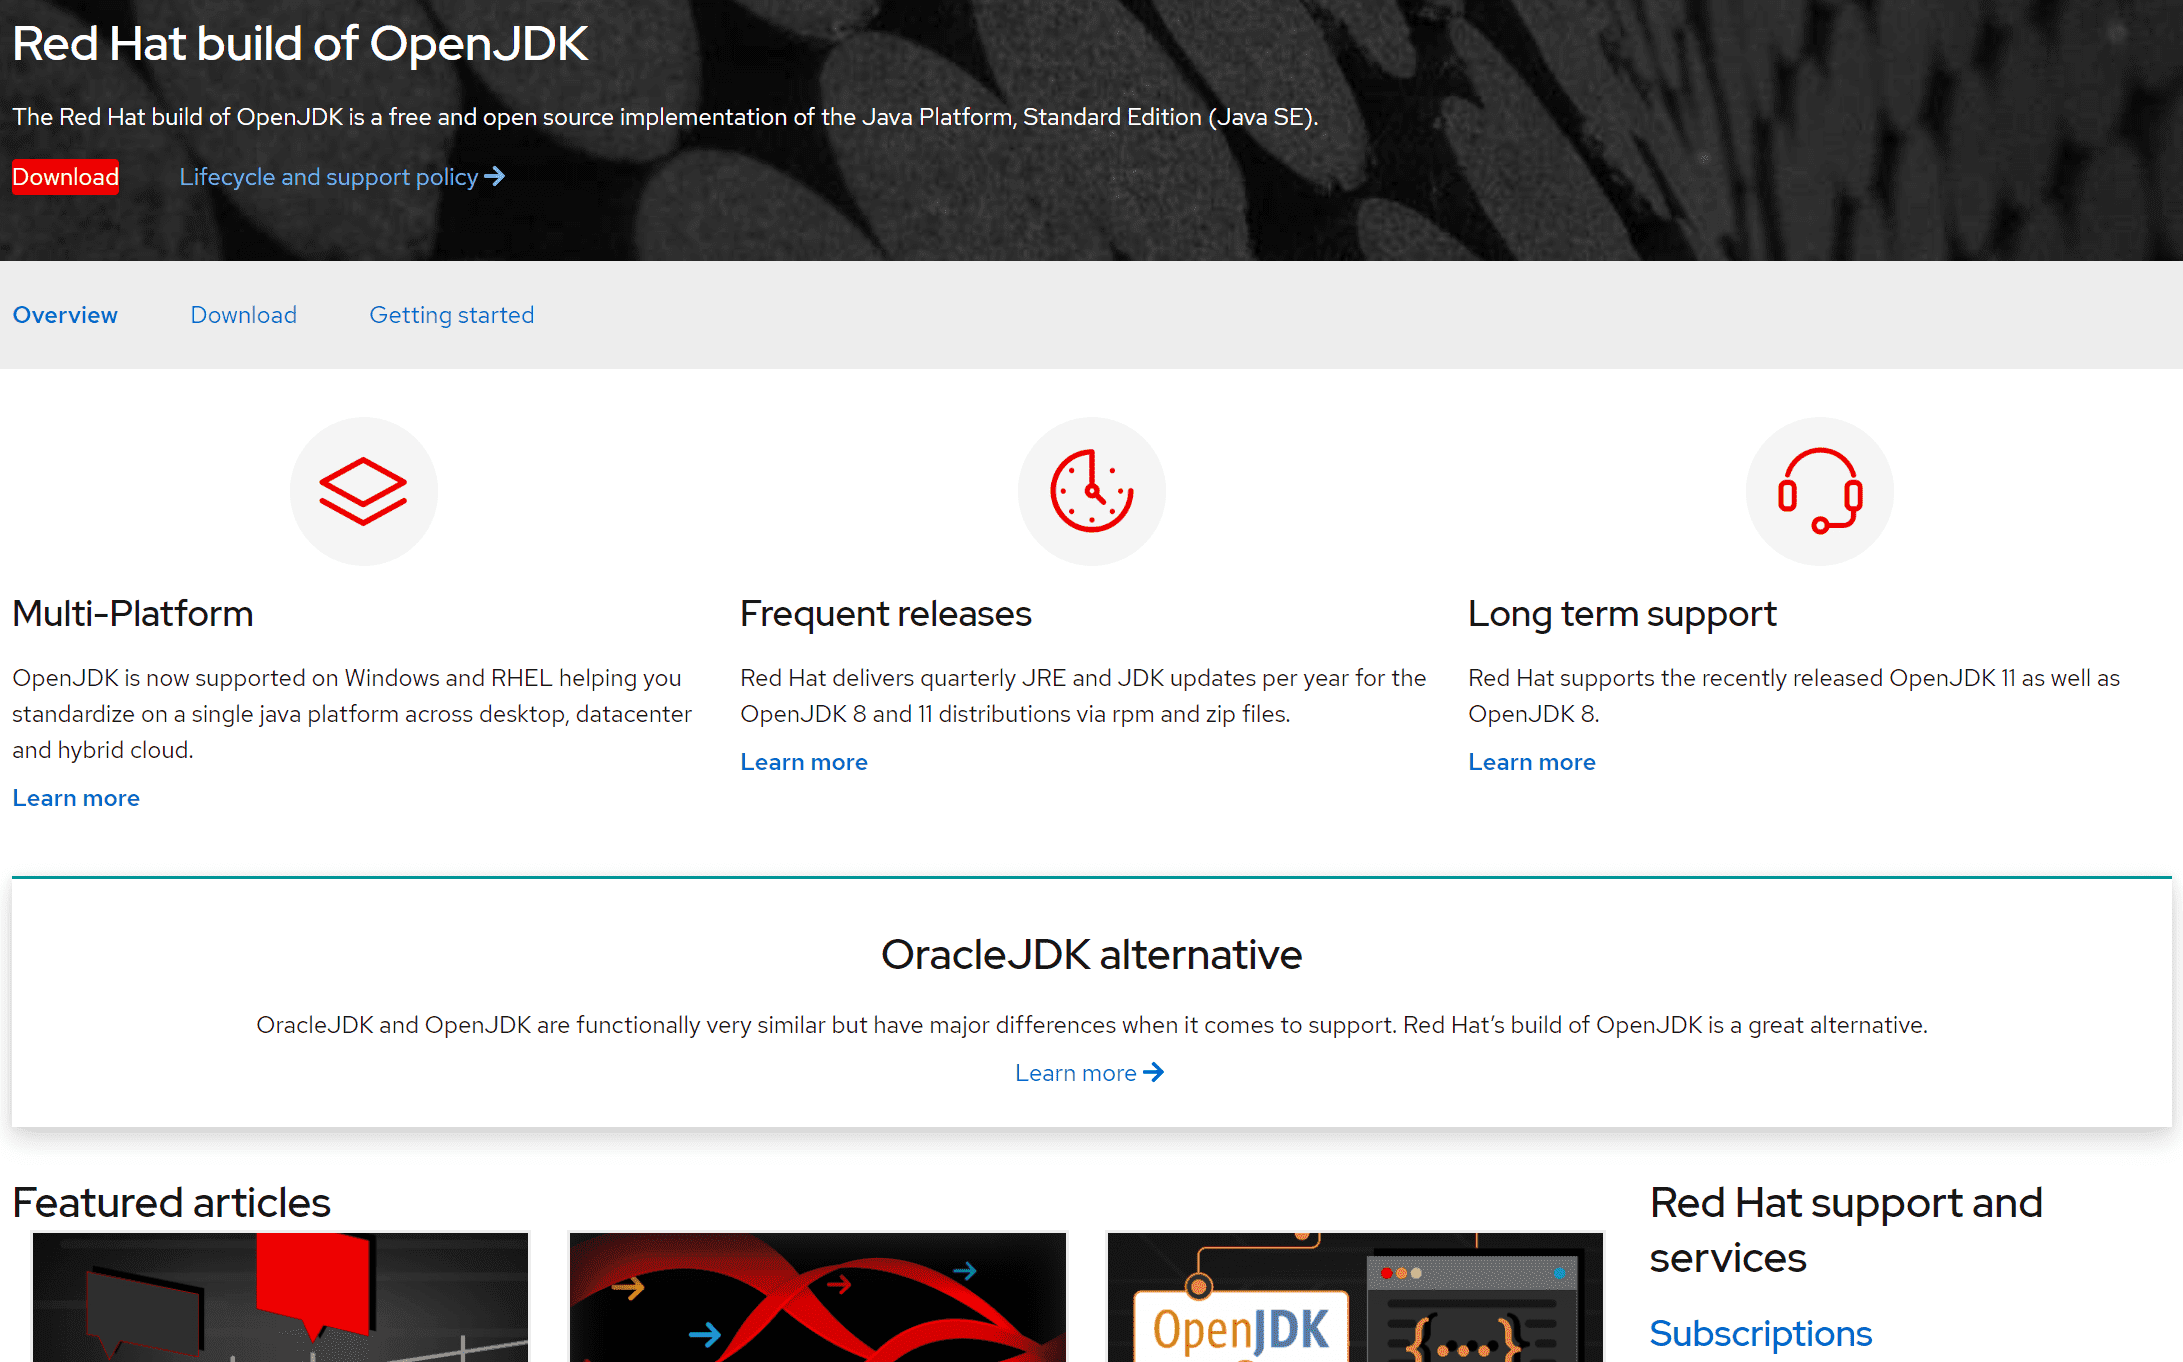 Red Hat build of OpenJDK
The Red Hat build of OpenJDK is a free and open source implementation of the Java Platform, Standard Edition (Java SE).
Download
Lifecycle and support policy
Overview
Download
Getting started
Multi-Platform
OpenJDK is now supported on Windows and RHEL helping you
standardize on a single java platform across desktop, datacenter
and hybrid cloud.
Learn more
Frequent releases
Red Hat delivers quarterly JRE and JDK updates per year for the
OpenJDK 8 and 11 distributions via rpm and zip files.
Learn more
Long term support
Red Hat supports the recently released OpenJDK 11 as well as
OpenJDK 8.
Learn more
OracleJDK alternative
OracleJDK and OpenJDK are functionally very similar but have major differences when it comes to support. Red Hat’s build of OpenJDK is a great alternative.
Learn more
Featured articles
OpenJDK
{...}
Red Hat support and
services
Subscriptions